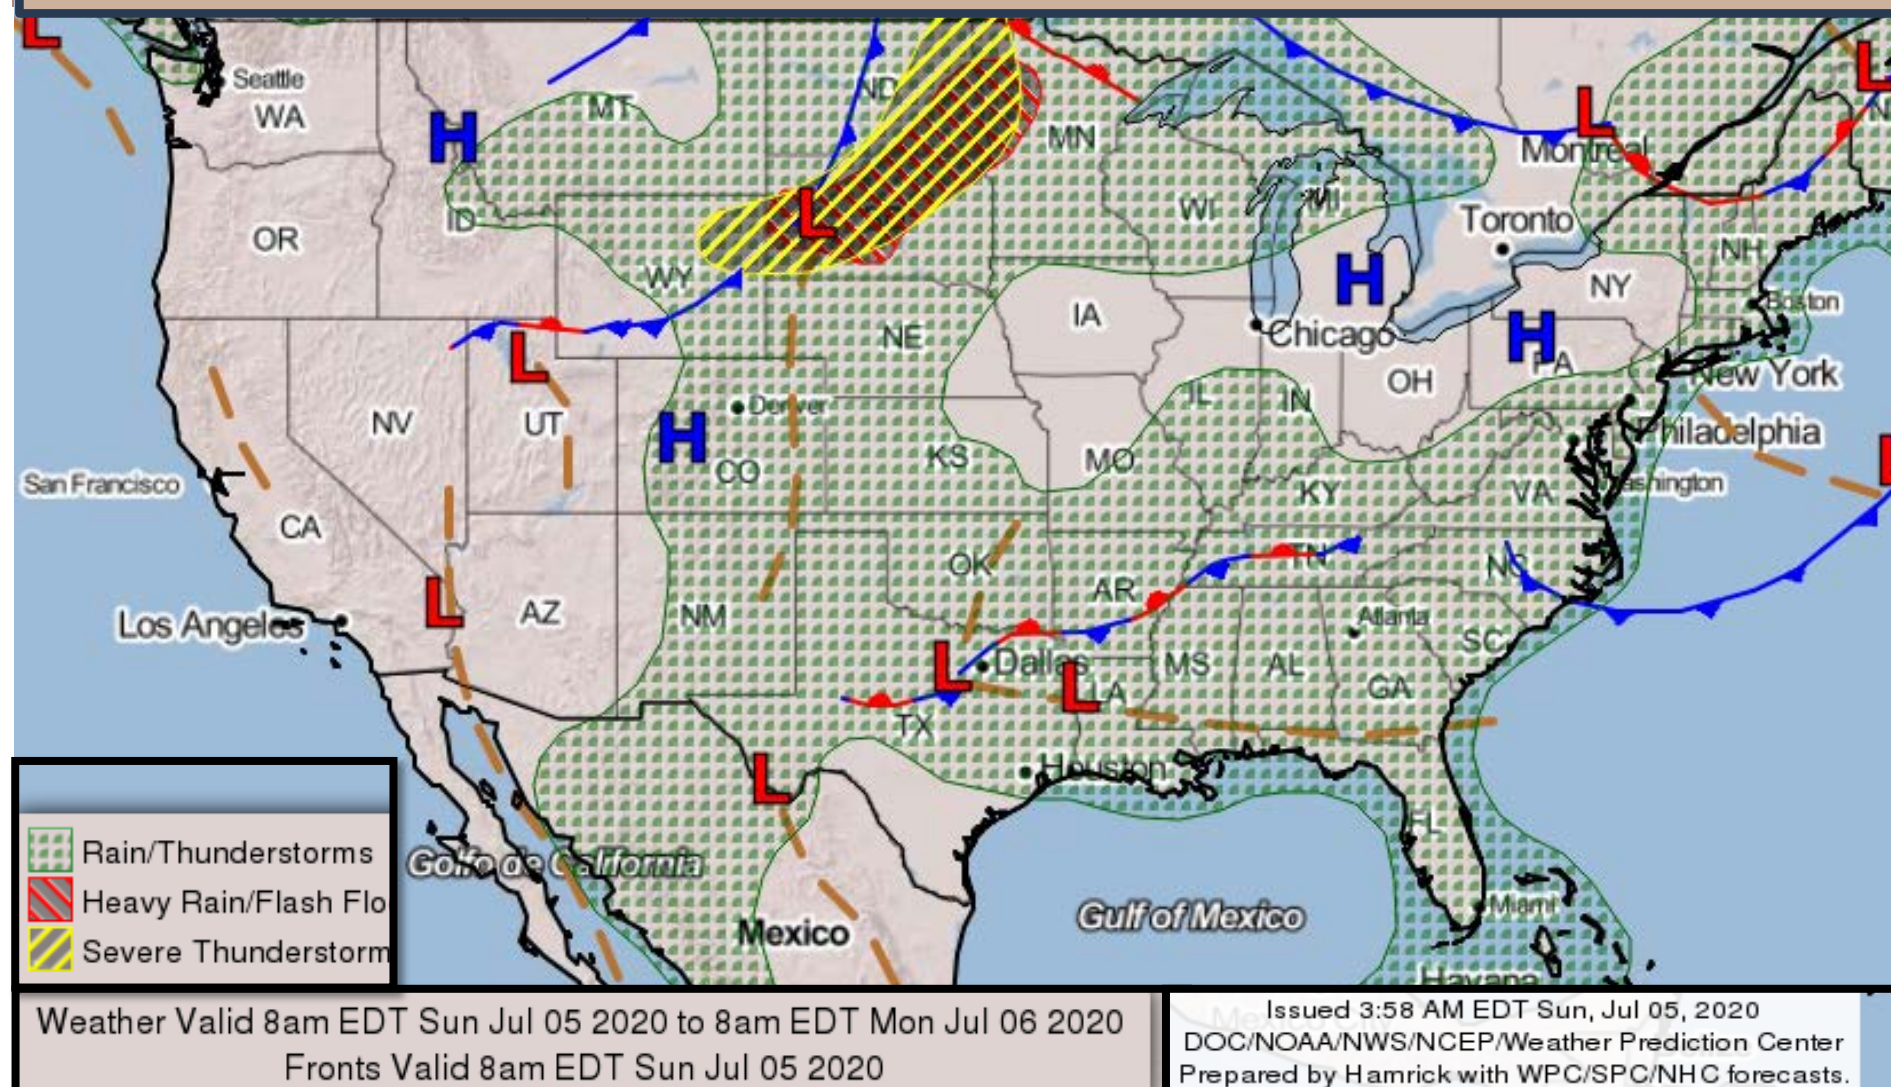 L
L
Seattle
WA
MT
ND
MN
H
L
Montreal
N
ID
OR
L
WI
MI
Toronto
NH
WY
H
NY
Boston
IA
NE
Chicago
H
PA
L
OH
New York
IL
IN
Denver
NV
UT
H
Philadelphia
CO
KS
MO
L
San Francisco
KY
VA
ashington
CA
OK
TN
NC
AR
L
AZ
NM
Atlanta
Los Angeles
SC
L
Dallas
MS
AL
L
LA
GA
TX
L
Houston
FL
Golfo de California
Miami
Mexico
Gulf of Mexico
Havana
Rain/Thunderstorms
Heavy Rain/Flash Flo
Severe Thunderstorm
Weather Valid 8am EDT Sun Jul 05 2020 to 8am EDT Mon Jul 06 2020
Fronts Valid 8am EDT Sun Jul 05 2020
Mexico City
Issued 3:58 AM EDT Sun, Jul 05, 2020
DOC/NOAA/NWS/NCEP/Weather Prediction Center
Prepared by Hamrick with WPC/SPC/NHC forecasts.